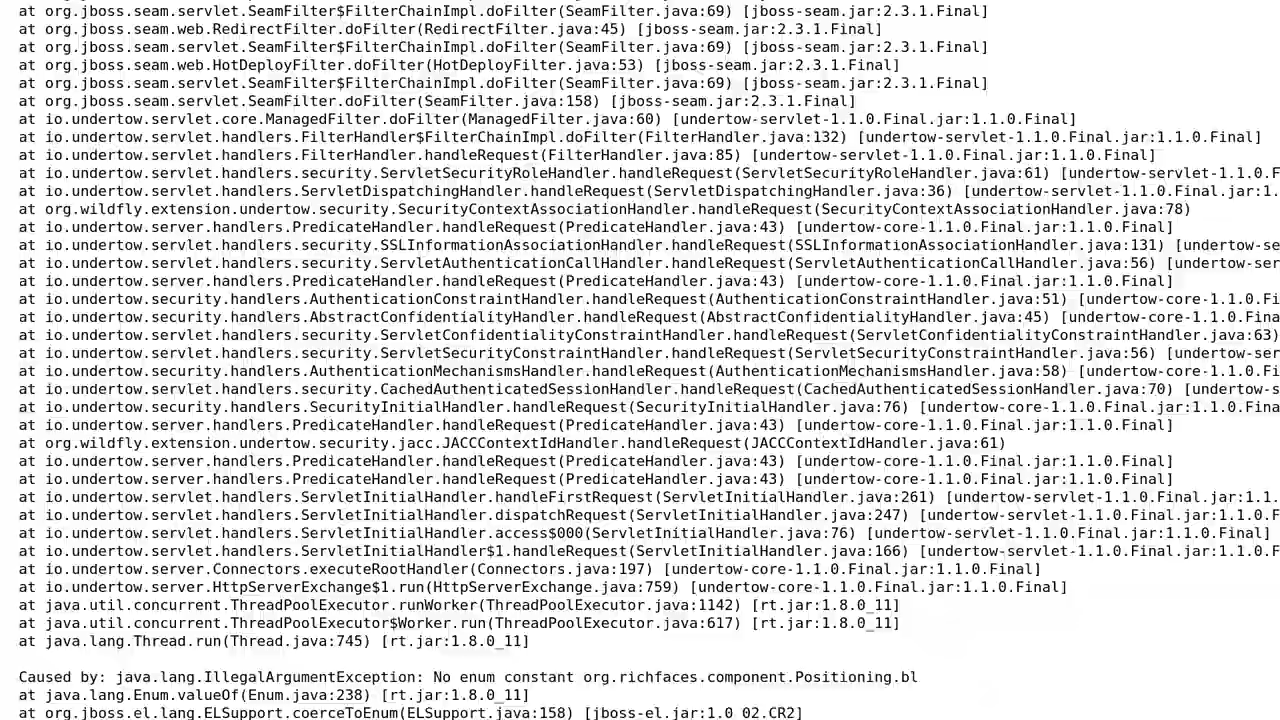 at org.jboss.seam.servlet.SeamFilter$FilterChainImpl.doFilter(SeamFilter.java:69) [jboss-seam.jar:2.3.1.Final]
at org.jboss.seam.web.RedirectFilter.doFilter(RedirectFilter.java:45) [jboss-seam.jar:2.3.1.Final]
at org.jboss.seam.servlet.SeamFilter$FilterChainImpl.doFilter(SeamFilter.java:69) [jboss-seam.jar:2.3.1.Final]
at org.jboss.seam.web.HotDeployFilter.doFilter(HotDeployFilter.java:53) [jboss-seam.jar:2.3.1.Final]
at org.jboss.seam.servlet.SeamFilter$FilterChainImpl.doFilter(SeamFilter.java:69) [jboss-seam.jar:2.3.1.Final]
at org.jboss.seam.servlet.SeamFilter.doFilter(SeamFilter.java:158) [jboss-seam.jar:2.3.1.Final]
at io.undertow.servlet.core.ManagedFilter.doFilter(ManagedFilter.java:60) [undertow-servlet-1.1.0.Final.jar:1.1.0.Final]
at io.undertow.servlet.handlers.FilterHandler$FilterChainImpl.doFilter(FilterHandler.java:132) [undertow-servlet-1.1.0.Final.jar:1.1.0.Final]
at io.undertow.servlet.handlers.FilterHandler.handleRequest(FilterHandler.java:85) [undertow-servlet-1.1.0.Final.jar:1.1.0.Final]
at io.undertow.servlet.handlers.security.ServletSecurityRoleHandler.handleRequest(ServletSecurityRoleHandler.java:61) [undertow-servlet-1.1.0.F
at io.undertow.servlet.handlers.ServletDispatchingHandler.handleRequest(ServletDispatchingHandler.java:36) [undertow-servlet-1.1.0.Final.jar:1.
at org.wildfly.extension.undertow.security.SecurityContextAssociationHandler.handleRequest(SecurityContextAssociationHandler.java:78)
at io.undertow.server.handlers.PredicateHandler.handleRequest(PredicateHandler.java:43) [undertow-core-1.1.0.Final.jar:1.1.0.Final]
at io.undertow.servlet.handlers.security.SSLInformationAssociationHandler.handleRequest(SSLInformationAssociationHandler.java:131) [undertow-se
at io.undertow.servlet.handlers.security.ServletAuthenticationCallHandler.handleRequest(ServletAuthenticationCallHandler.java:56) [undertow-ser
at io.undertow.server.handlers.PredicateHandler.handleRequest(PredicateHandler.java:43) [undertow-core-1.1.0.Final.jar:1.1.0.Final]
at io.undertow.security.handlers.AuthenticationConstraintHandler.handleRequest(AuthenticationConstraintHandler.java:51) [undertow-core-1.1.0.Fi
at io.undertow.security.handlers.AbstractConfidentialityHandler.handleRequest(AbstractConfidentialityHandler.java:45) [undertow-core-1.1.0.Fina
at io.undertow.servlet.handlers.security.ServletConfidentialityConstraintHandler.handleRequest(ServletConfidentialityConstraintHandler.java:63)
at io.undertow.servlet.handlers.security.ServletSecurityConstraintHandler.handleRequest(ServletSecurityConstraintHandler.java:56) [undertow-ser
at io.undertow.security.handlers.AuthenticationMechanismsHandler.handleRequest(AuthenticationMechanismsHandler.java:58) [undertow-core-1.1.0.Fi
at io.undertow.servlet.handlers.security.CachedAuthenticatedSessionHandler.handleRequest(CachedAuthenticatedSessionHandler.java:70) [undertow-s
at io.undertow.security.handlers.SecurityInitialHandler.handleRequest(SecurityInitialHandler.java:76) [undertow-core-1.1.0.Final.jar:1.1.0.Fina
at io.undertow.server.handlers.PredicateHandler.handleRequest(PredicateHandler.java:43) [undertow-core-1.1.0.Final.jar:1.1.0.Final]
at org.wildfly.extension.undertow.security.jacc.JACCContextIdHandler.handleRequest(JACCContextIdHandler.java:61)
at io.undertow.server.handlers.PredicateHandler.handleRequest(PredicateHandler.java:43) [undertow-core-1.1.0.Final.jar:1.1.0.Final]
at io.undertow.server.handlers.PredicateHandler.handleRequest(PredicateHandler.java:43) [undertow-core-1.1.0.Final.jar:1.1.0.Final]
at io.undertow.servlet.handlers.ServletInitialHandler.handleFirstRequest(ServletInitialHandler.java:261) [undertow-servlet-1.1.0.Final.jar:1.1.
at io.undertow.servlet.handlers.ServletInitialHandler.dispatchRequest(ServletInitialHandler.java:247) [undertow-servlet-1.1.0.Final.jar:1.1.0.F
at io.undertow.servlet.handlers.ServletInitialHandler.access$000(ServletInitialHandler.java:76) [undertow-servlet-1.1.0.Final.jar:1.1.0.Final]
at io.undertow.servlet.handlers.ServletInitialHandler$1.handleRequest(ServletInitialHandler.java:166) [undertow-servlet-1.1.0.Final.jar:1.1.0.F
at io.undertow.server.Connectors.executeRootHandler(Connectors.java:197) [undertow-core-1.1.0.Final.jar:1.1.0.Final]
at io.undertow.server.HttpServerExchange$1.run(HttpServerExchange.java:759) [undertow-core-1.1.0.Final.jar:1.1.0.Final]
at java.util.concurrent.ThreadPoolExecutor.runWorker(ThreadPoolExecutor.java:1142) [rt.jar:1.8.0_11]
at java.util.concurrent.ThreadPoolExecutor$Worker.run(ThreadPoolExecutor.java:617) [rt.jar:1.8.0_11]
at java.lang.Thread.run(Thread.java:745) [rt.jar:1.8.0_11]
Caused by: java.lang.IllegalArgumentException: No enum constant org.richfaces.component.Positioning.bl
at java.lang.Enum.valueOf(Enum.java:238) [rt.jar:1.8.0_11]
at org.jboss.el.lang.ELSupport.coerceToEnum(ELSupport.java:158) [jboss-el.jar:1.0_02.CR2]